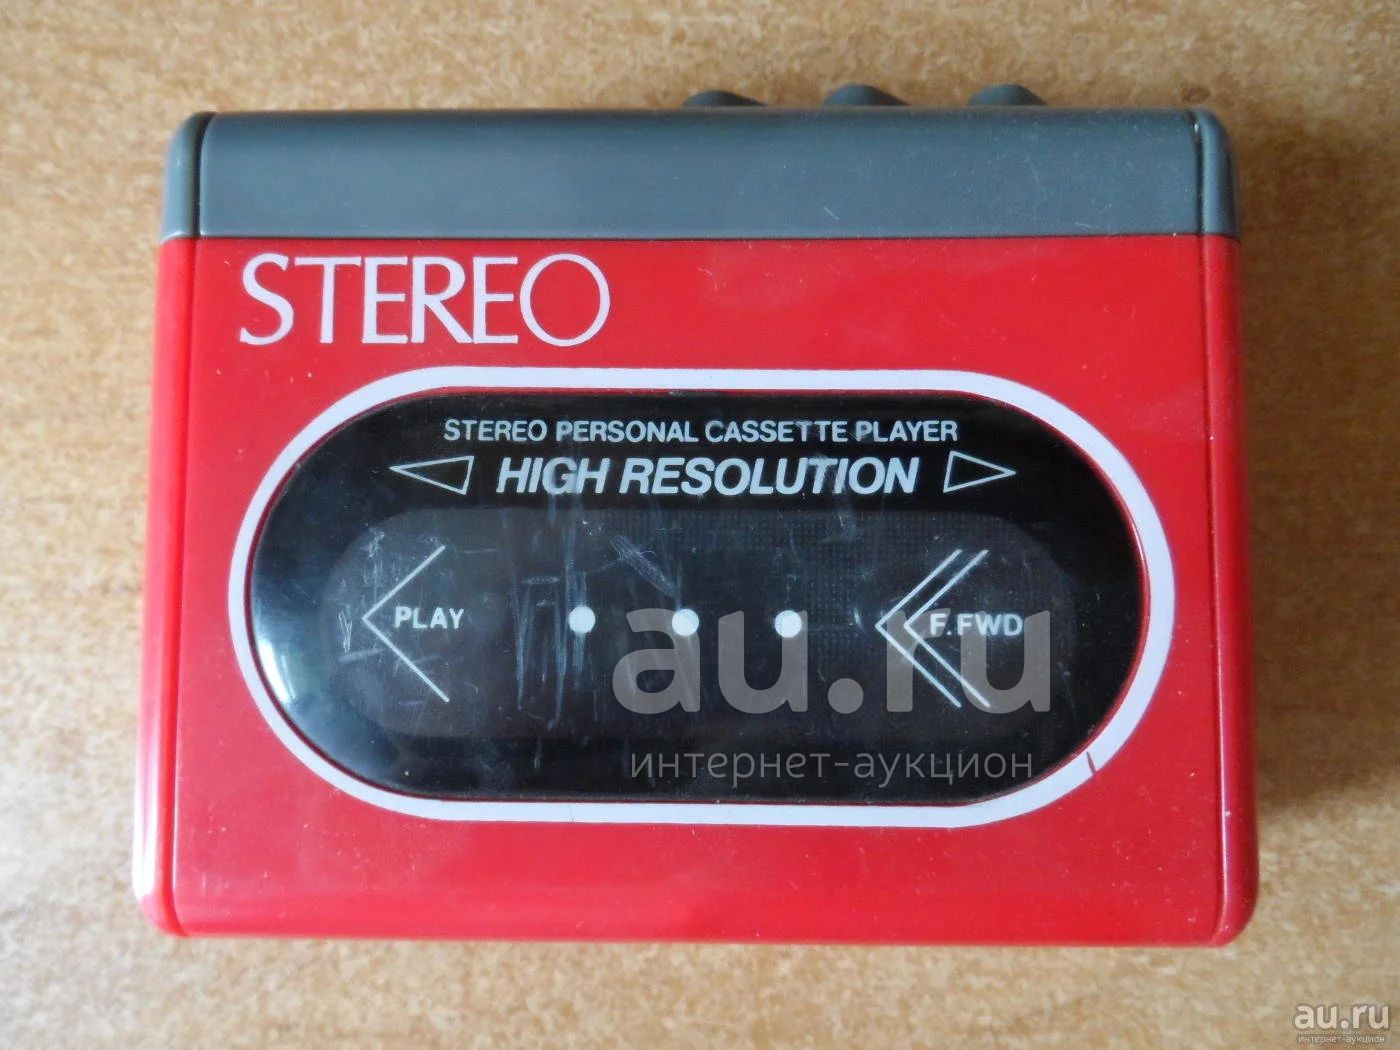 STEREO
STEREO PERSONAL CASSETTE PLAYER
HIGH RESOLUTION
PLAY
F.FWD
au.ru
интернет-аукцион
au.ru
интернет-аукцион